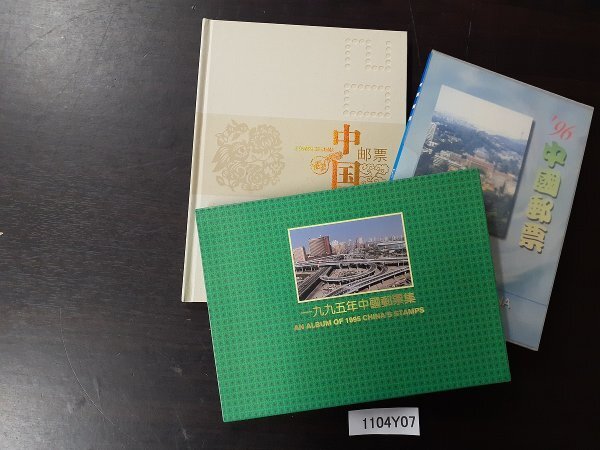 中国
邮票
'96
中國郵票
一九九五年中國郵票集
AN ALBUM OF 1995 CHINA'S STAMPS
1104Y07